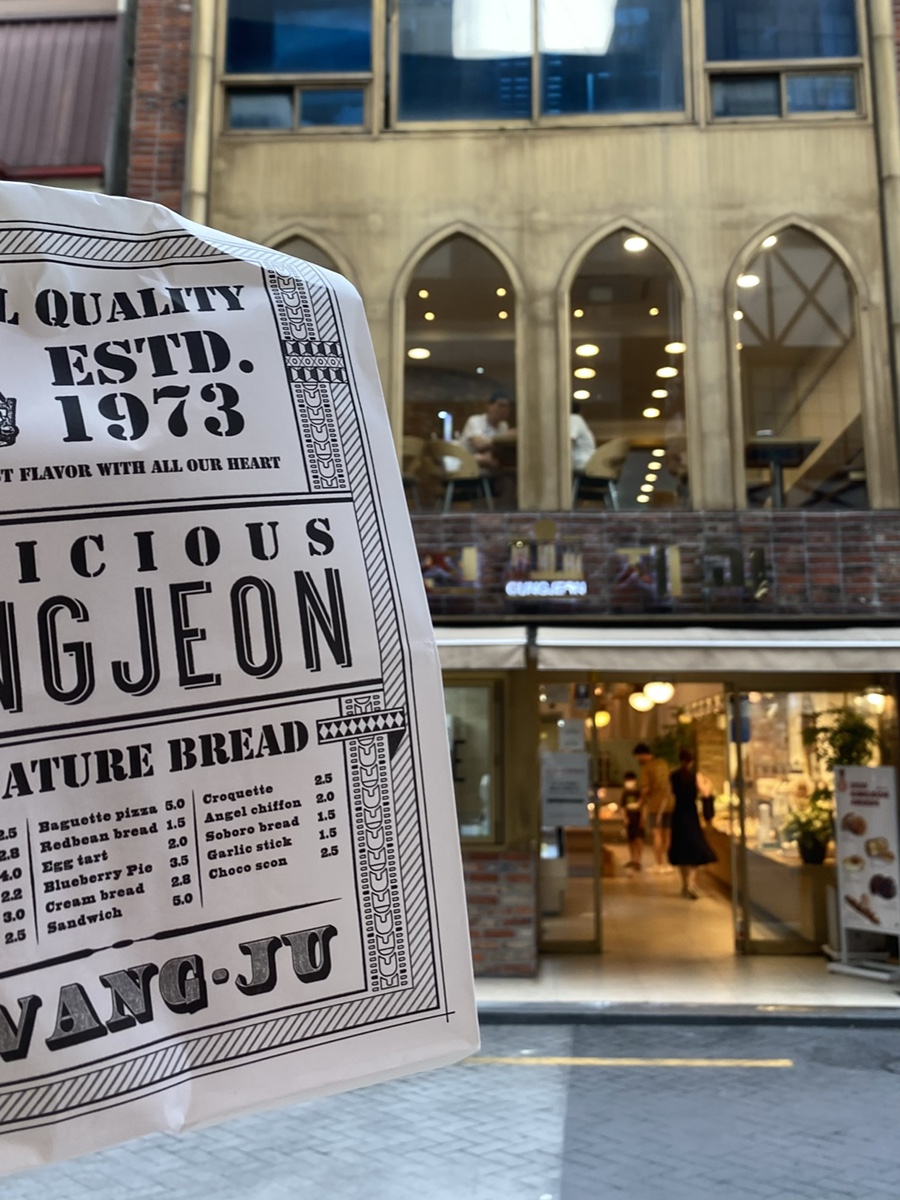 L QUALITY
ESTD.
1973
T FLAVOR WITH ALL OUR HEART
ICIOUS
NGJEON
ATURE BREAD
2.5
2.8
4.0
2.2
3.0
2.5
Baguette pizza 5.0
Redbean bread 1.5
Egg tart 2.0
Blueberry Pie 3.5
Cream bread 2.8
Sandwich 5.0
Croquette 2.5
Angel chiffon 2.0
Soboro bread 1.5
Garlic stick 1.5
Choco scon 2.5
WANG-JU
GUNGJEON